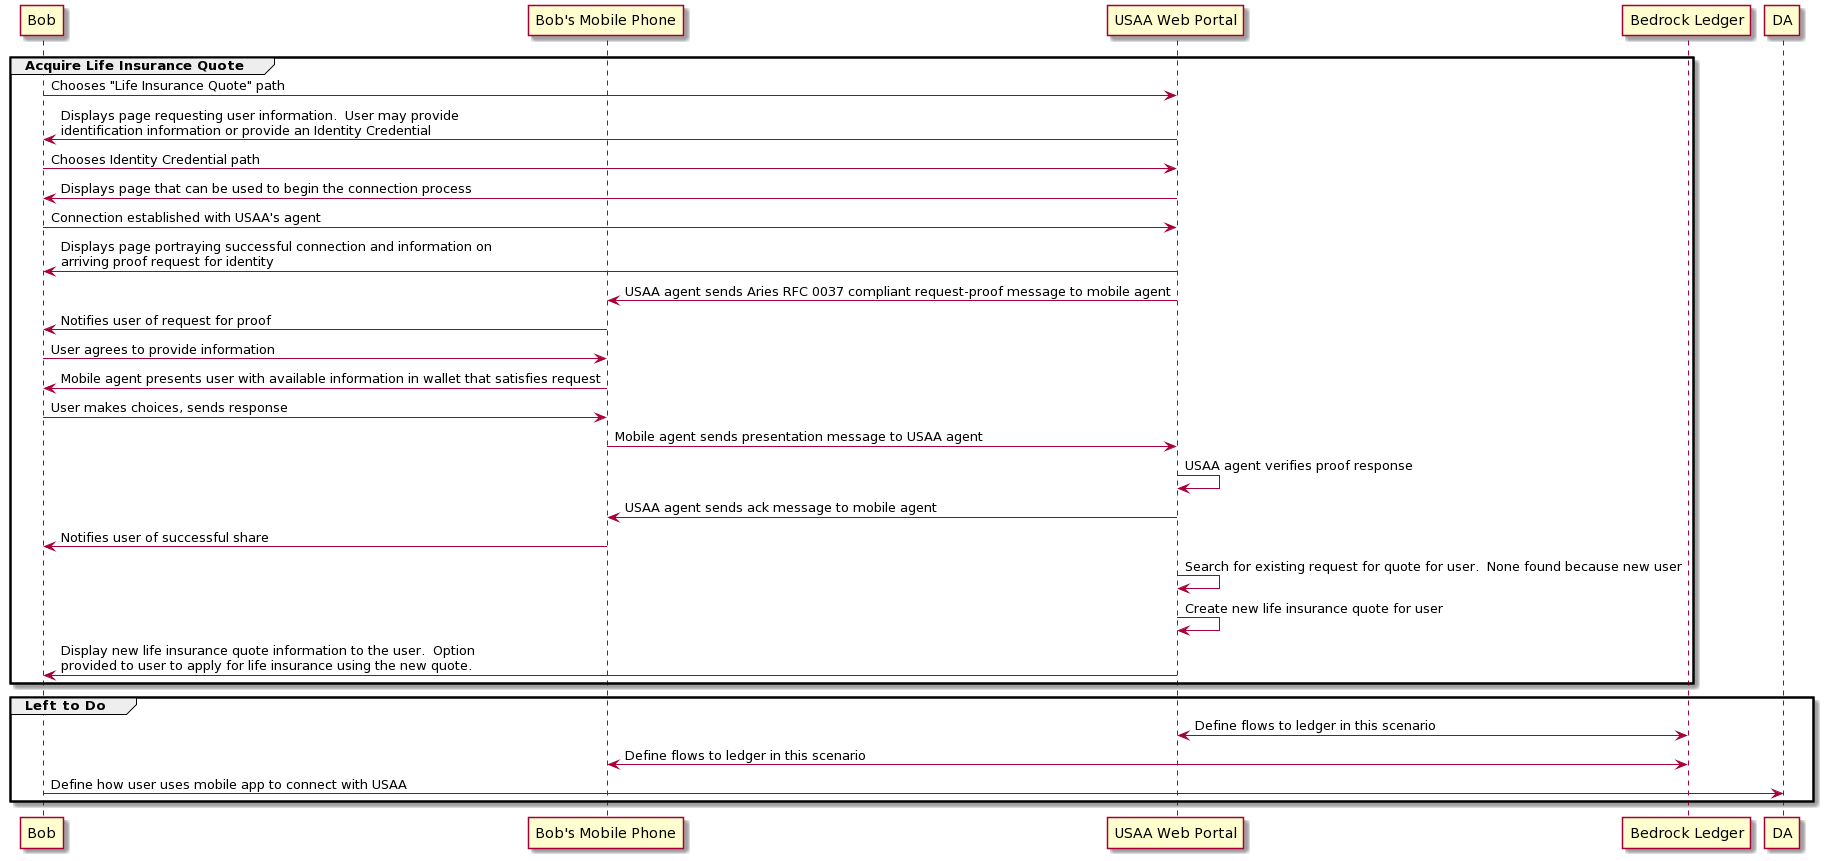 Bob
Bob's Mobile Phone
USAA Web Portal
Bedrock Ledger
DA
Acquire Life Insurance Quote
Chooses "Life Insurance Quote" path
Displays page requesting user information.  User may provide
identification information or provide an Identity Credential
Chooses Identity Credential path
Displays page that can be used to begin the connection process
Connection established with USAA's agent
Displays page portraying successful connection and information on
arriving proof request for identity
USAA agent sends Aries RFC 0037 compliant request-proof message to mobile agent
Notifies user of request for proof
User agrees to provide information
Mobile agent presents user with available information in wallet that satisfies request
User makes choices, sends response
Mobile agent sends presentation message to USAA agent
USAA agent verifies proof response
USAA agent sends ack message to mobile agent
Notifies user of successful share
Search for existing request for quote for user.  None found because new user
Create new life insurance quote for user
Display new life insurance quote information to the user.  Option
provided to user to apply for life insurance using the new quote.
Left to Do
Define flows to ledger in this scenario
Define flows to ledger in this scenario
Define how user uses mobile app to connect with USAA
Bob
Bob's Mobile Phone
USAA Web Portal
Bedrock Ledger
DA